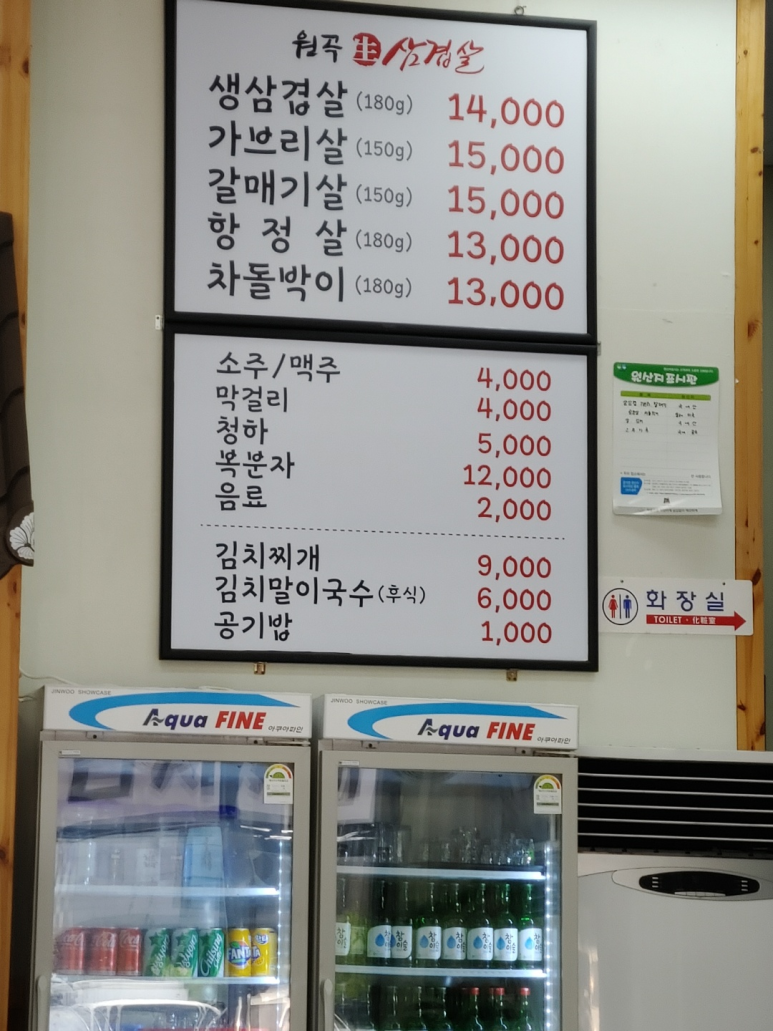 원곡 生 삼겹살
생삼겹살 (180g) 14,000
가브리살 (150g) 15,000
갈매기살 (150g) 15,000
항정살 (180g) 13,000
차돌박이 (180g) 13,000
소주/맥주 4,000
막걸리 4,000
청하 5,000
복분자 12,000
음료 2,000
김치찌개 9,000
김치말이국수(후식) 6,000
공기밥 1,000
원산지표시판
화장실
TOILET · 化粧室
JINWOO SHOWCASE
Aqua FINE
아쿠아파인
JINWOO SHOWCASE
Aqua FINE
아쿠아파인
FANTA